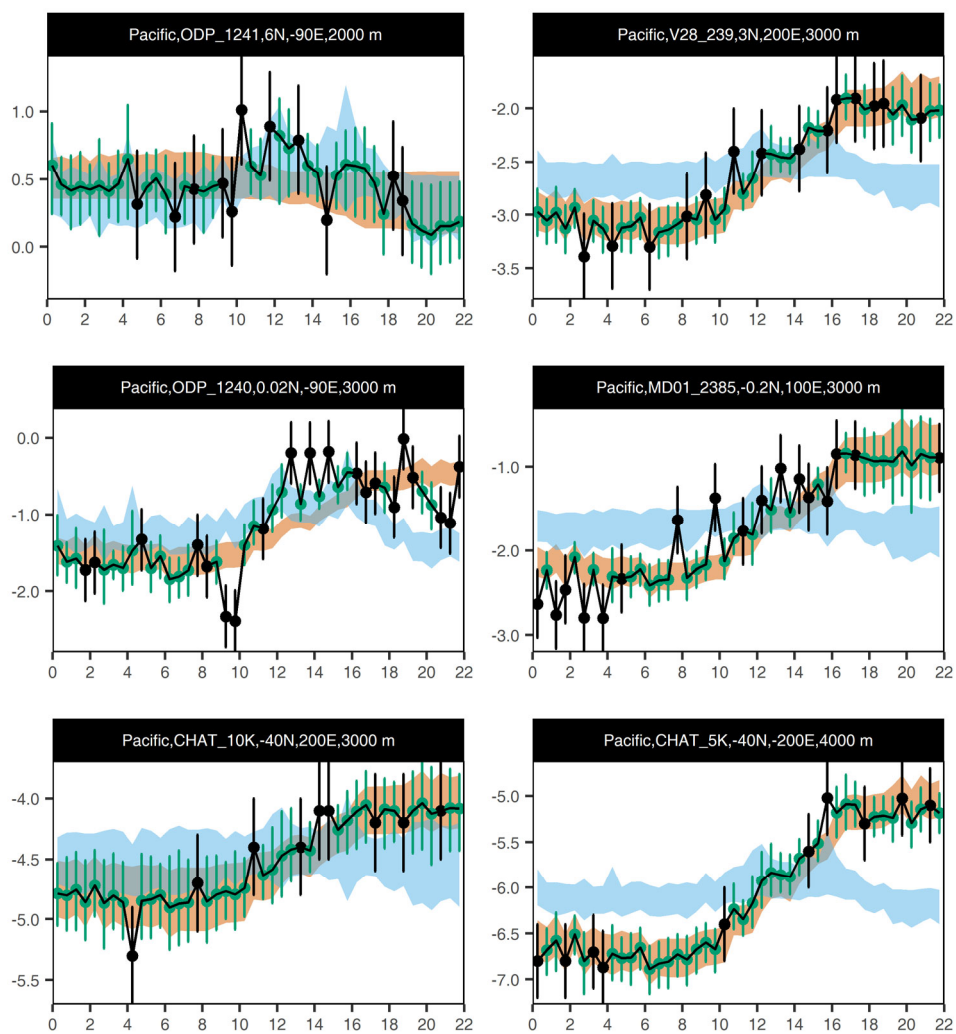 Pacific,ODP_1241,6N,-90E,2000 m
1.0
0.5
0.0
0 2 4 6 8 10 12 14 16 18 20 22
Pacific,V28_239,3N,200E,3000 m
-2.0
-2.5
-3.0
-3.5
0 2 4 6 8 10 12 14 16 18 20 22
Pacific,ODP_1240,0.02N,-90E,3000 m
0.0
-1.0
-2.0
0 2 4 6 8 10 12 14 16 18 20 22
Pacific,MD01_2385,-0.2N,100E,3000 m
-1.0
-2.0
-3.0
0 2 4 6 8 10 12 14 16 18 20 22
Pacific,CHAT_10K,-40N,200E,3000 m
-4.0
-4.5
-5.0
-5.5
0 2 4 6 8 10 12 14 16 18 20 22
Pacific,CHAT_5K,-40N,-200E,4000 m
-5.0
-5.5
-6.0
-6.5
-7.0
0 2 4 6 8 10 12 14 16 18 20 22